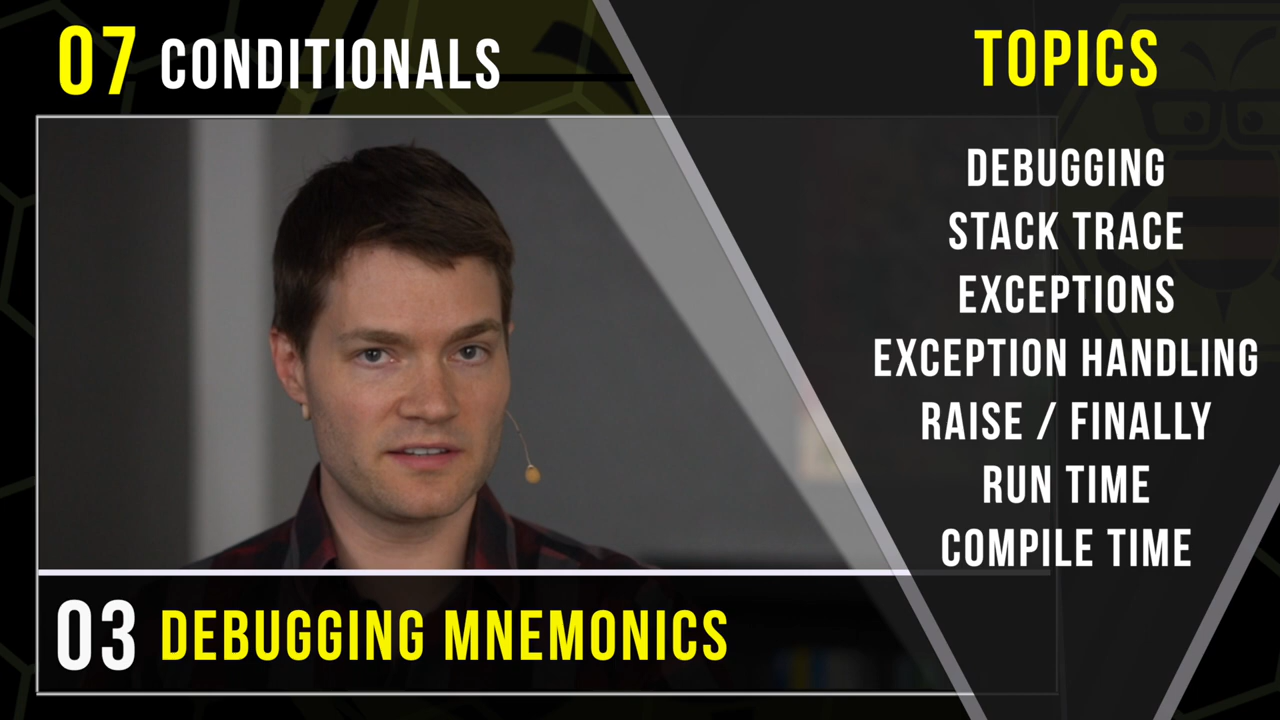 07 CONDITIONALS
TOPICS
DEBUGGING
STACK TRACE
EXCEPTIONS
EXCEPTION HANDLING
RAISE / FINALLY
RUN TIME
COMPILE TIME
03 DEBUGGING MNEMONICS